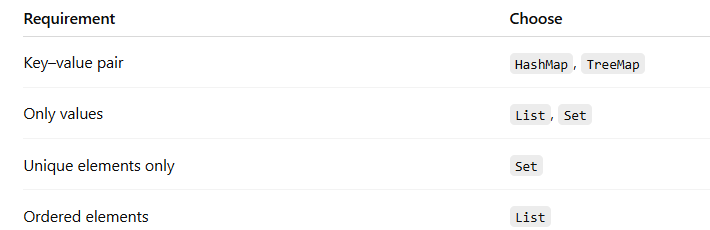 Requirement Choose
Key–value pair HashMap, TreeMap
Only values List, Set
Unique elements only Set
Ordered elements List